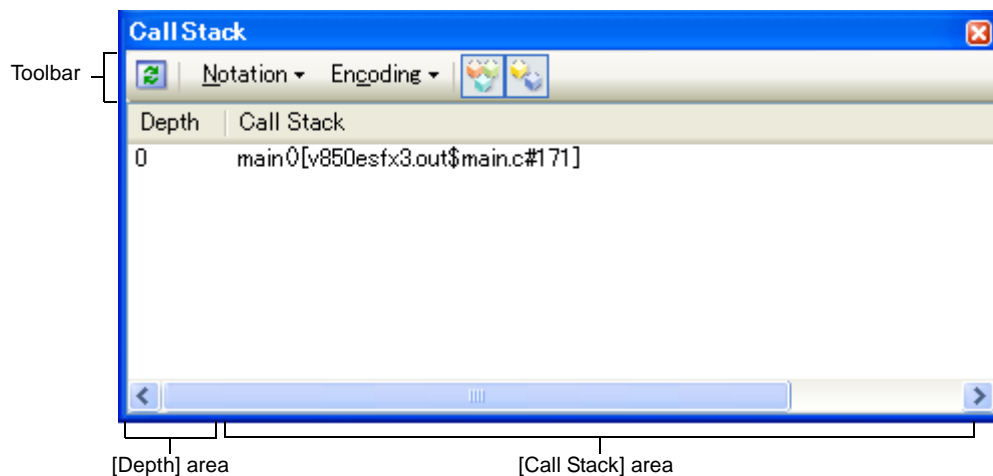 Call Stack
Toolbar
Notation Encoding
Depth Call Stack
0 main()[v850esfx3.out$main.c#171]
[Depth] area [Call Stack] area